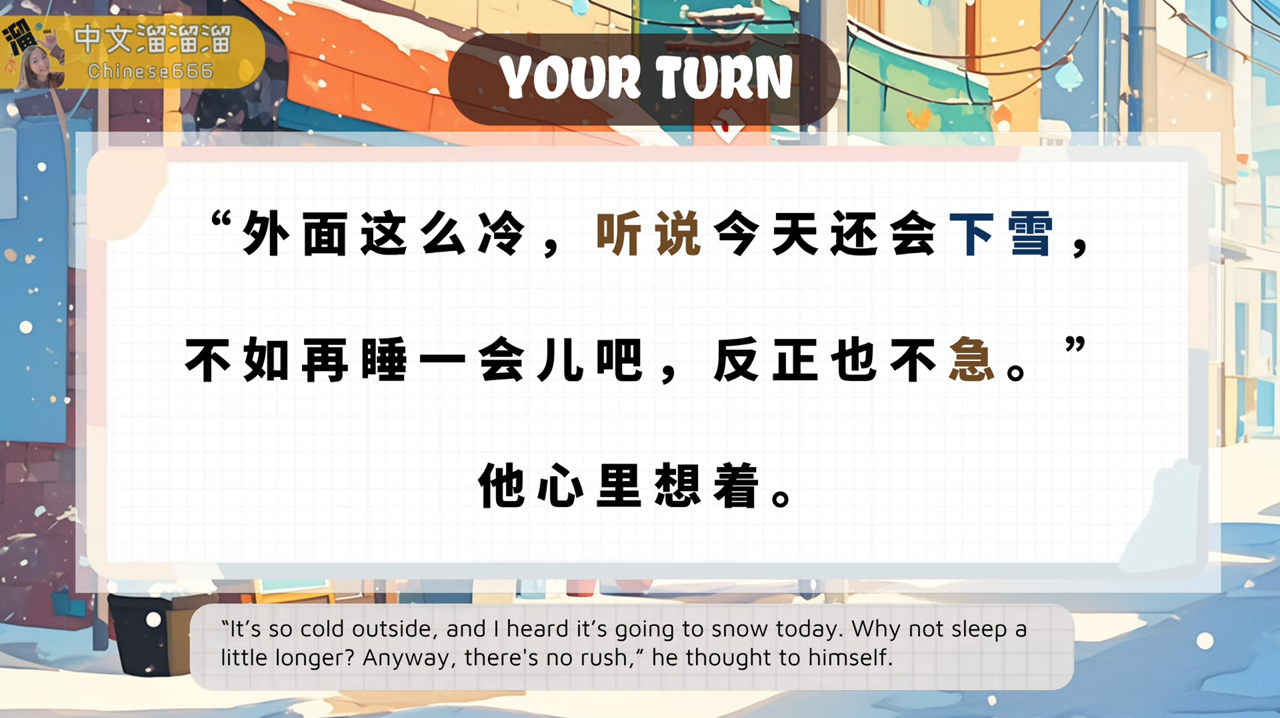 中文溜溜溜
Chinese666
YOUR TURN
“外面这么冷，听说今天还会下雪，
不如再睡一会儿吧，反正也不急。”
他心里想着。
“It’s so cold outside, and I heard it’s going to snow today. Why not sleep a
little longer? Anyway, there's no rush,” he thought to himself.